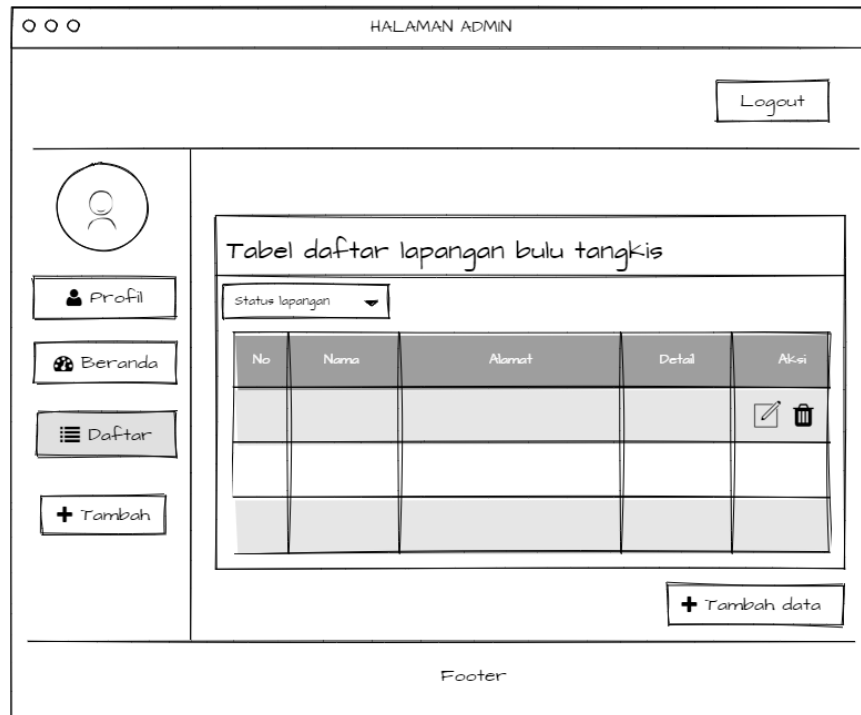 HALAMAN ADMIN
Logout
Profil
Beranda
Daftar
Tambah
Tabel daftar lapangan bulu tangkis
Status lapangan
No Nama Alamat Detail Aksi
Tambah data
Footer